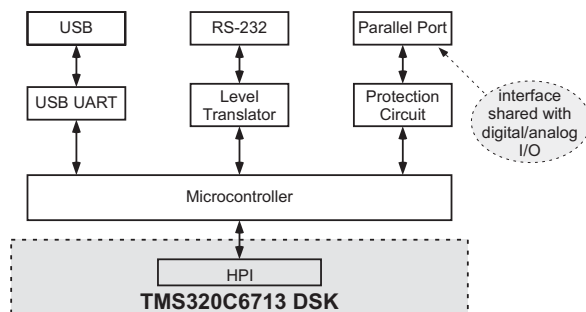 USB
RS-232
Parallel Port
USB UART
Level
Translator
Protection
Circuit
interface
shared with
digital/analog
I/O
Microcontroller
HPI
TMS320C6713 DSK